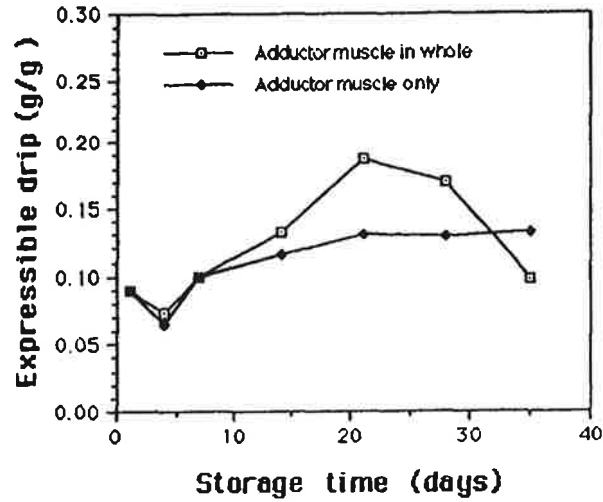 0.30
0.25
0.20
0.15
0.10
0.05
0.00
Expressible drip (g/g)
Adductor muscle in whole
Adductor muscle only
0 10 20 30 40
Storage time (days)